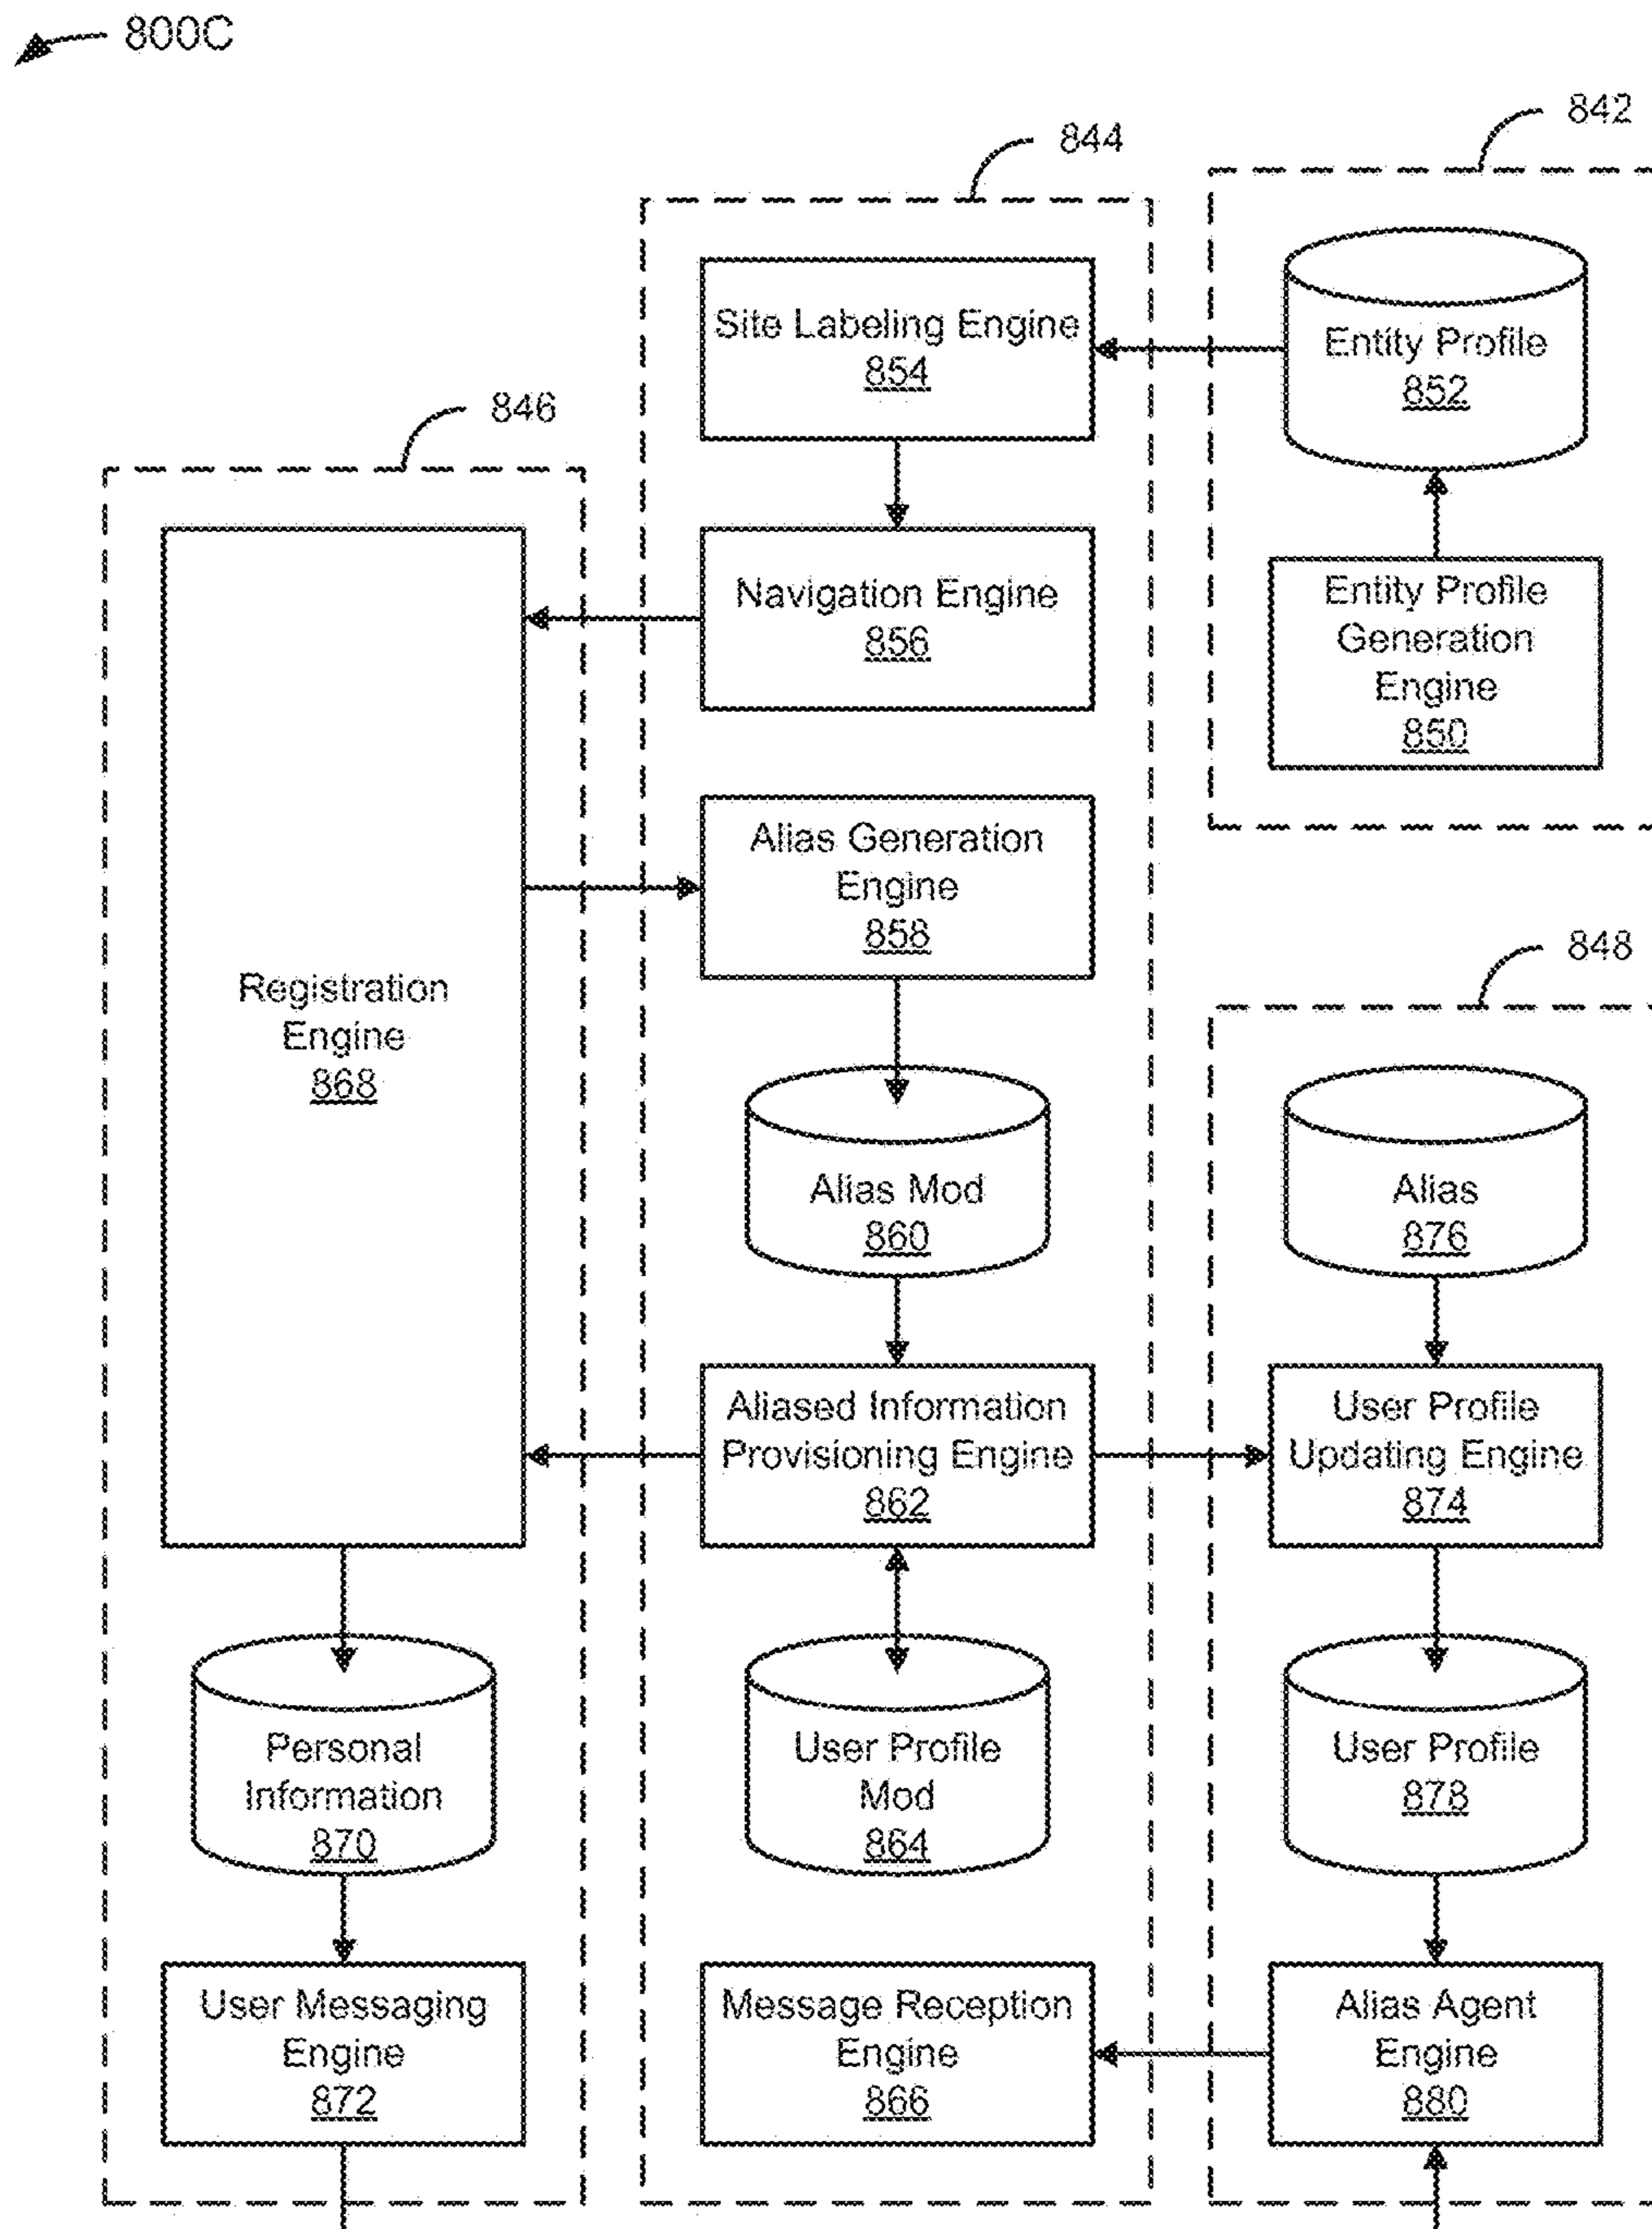 800C
842
844
Site Labeling Engine
854
Entity Profile
852
846
Navigation Engine
856
Entity Profile
Generation
Engine
850
Alias Generation
Engine
858
848
Registration
Engine
868
Alias Mod
860
Alias
876
Aliased Information
Provisioning Engine
862
User Profile
Updating Engine
874
Personal
Information
870
User Profile
Mod
864
User Profile
878
User Messaging
Engine
872
Message Reception
Engine
866
Alias Agent
Engine
880